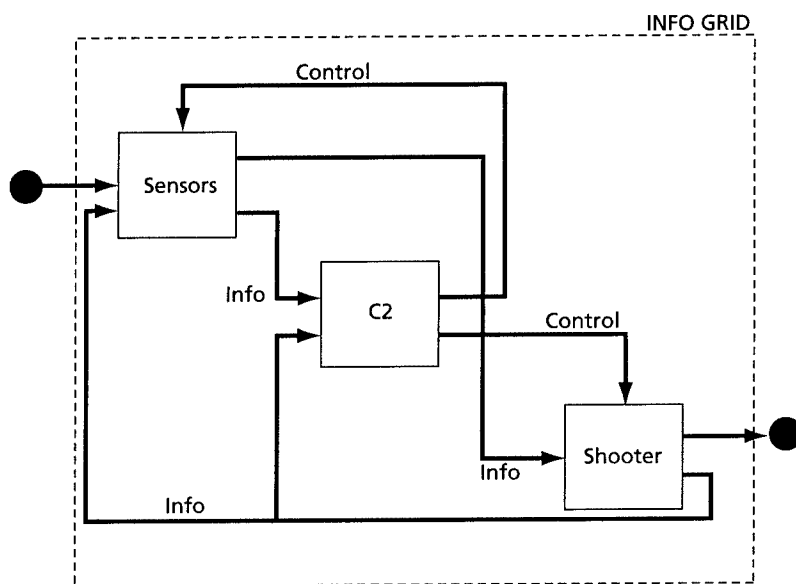 INFO GRID
Control
Sensors
Info
C2
Control
Shooter
Info
Info